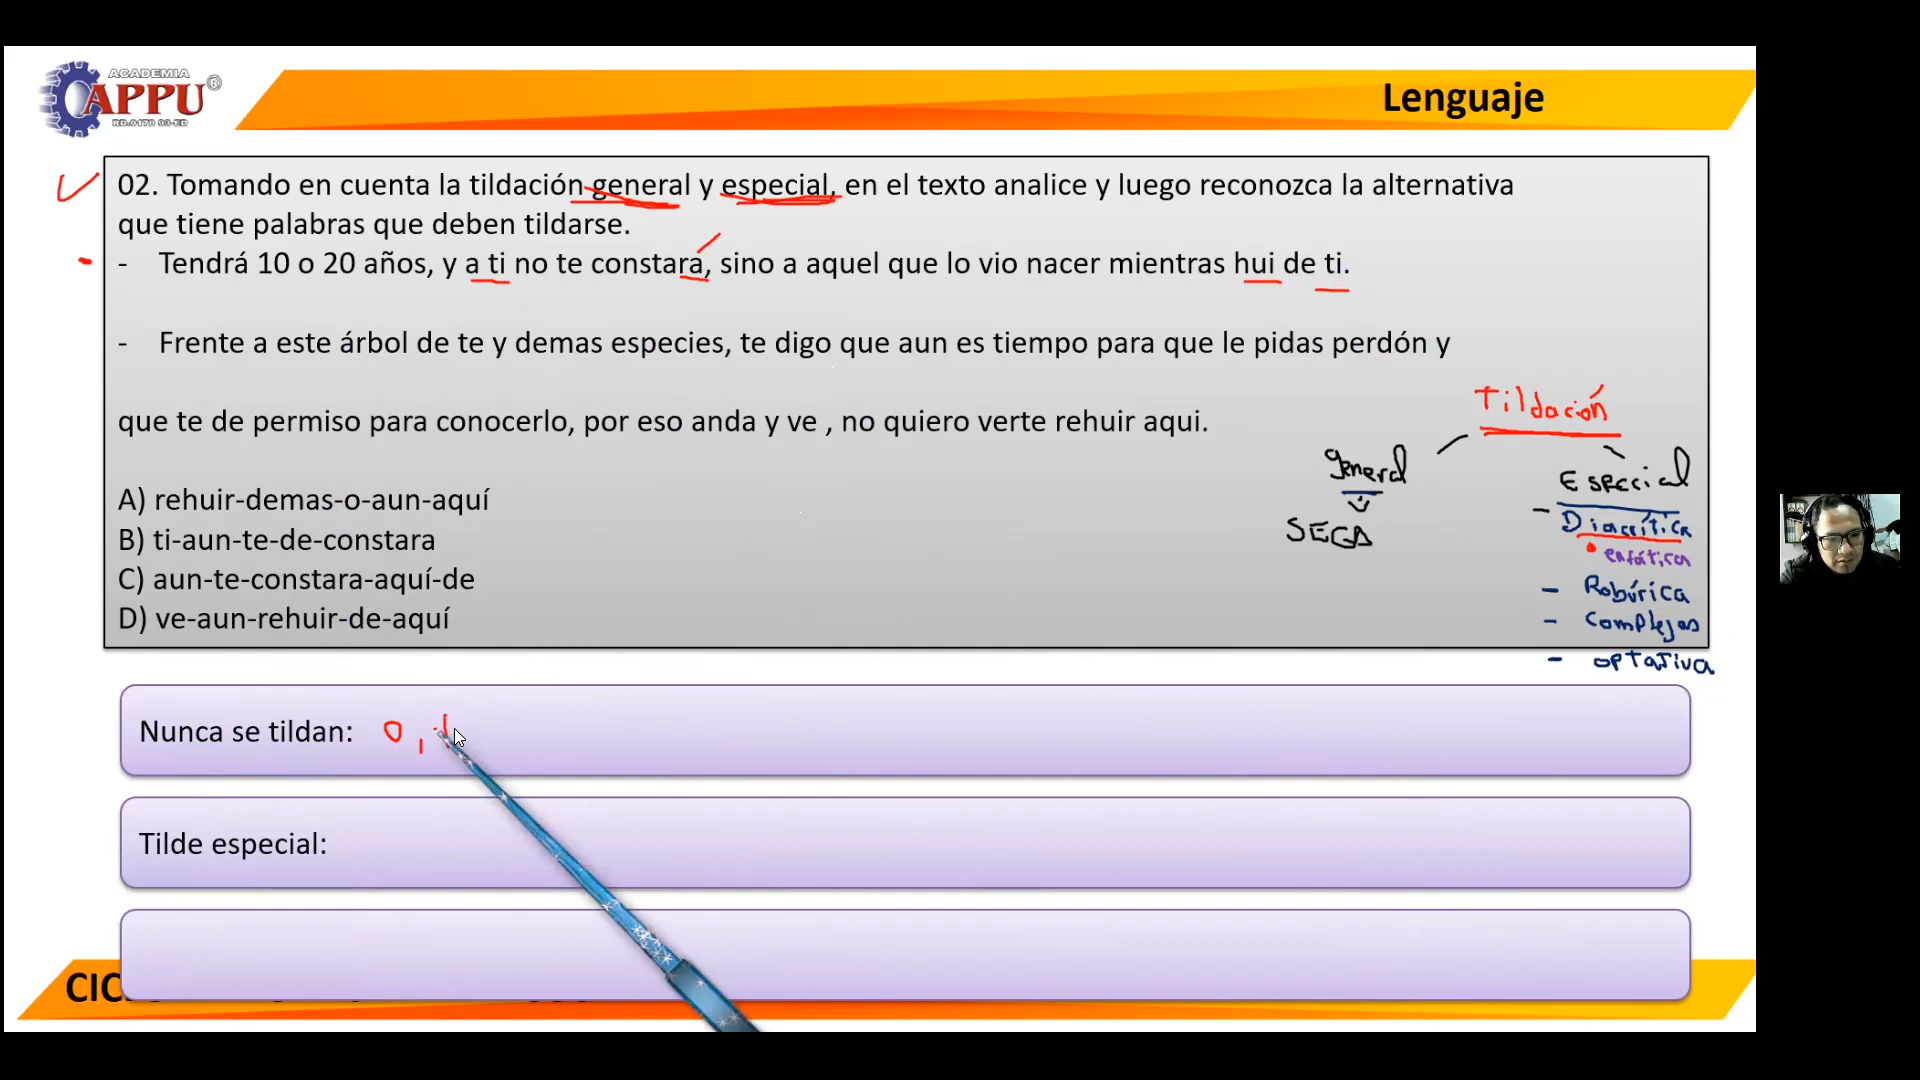 ACADEMIA
APPU®
RD.0170 93-ED
Lenguaje
02. Tomando en cuenta la tildación general y especial, en el texto analice y luego reconozca la alternativa
que tiene palabras que deben tildarse.
- Tendrá 10 o 20 años, y a ti no te constara, sino a aquel que lo vio nacer mientras hui de ti.
- Frente a este árbol de te y demas especies, te digo que aun es tiempo para que le pidas perdón y
que te de permiso para conocerlo, por eso anda y ve , no quiero verte rehuir aqui.
A) rehuir-demas-o-aun-aquí
B) ti-aun-te-de-constara
C) aun-te-constara-aquí-de
D) ve-aun-rehuir-de-aquí
Tildación
general
SEGA
Especial
- Diacrítica
• enfática
- Robúrica
- Complejas
- optativa
Nunca se tildan: o,
Tilde especial:
CIC